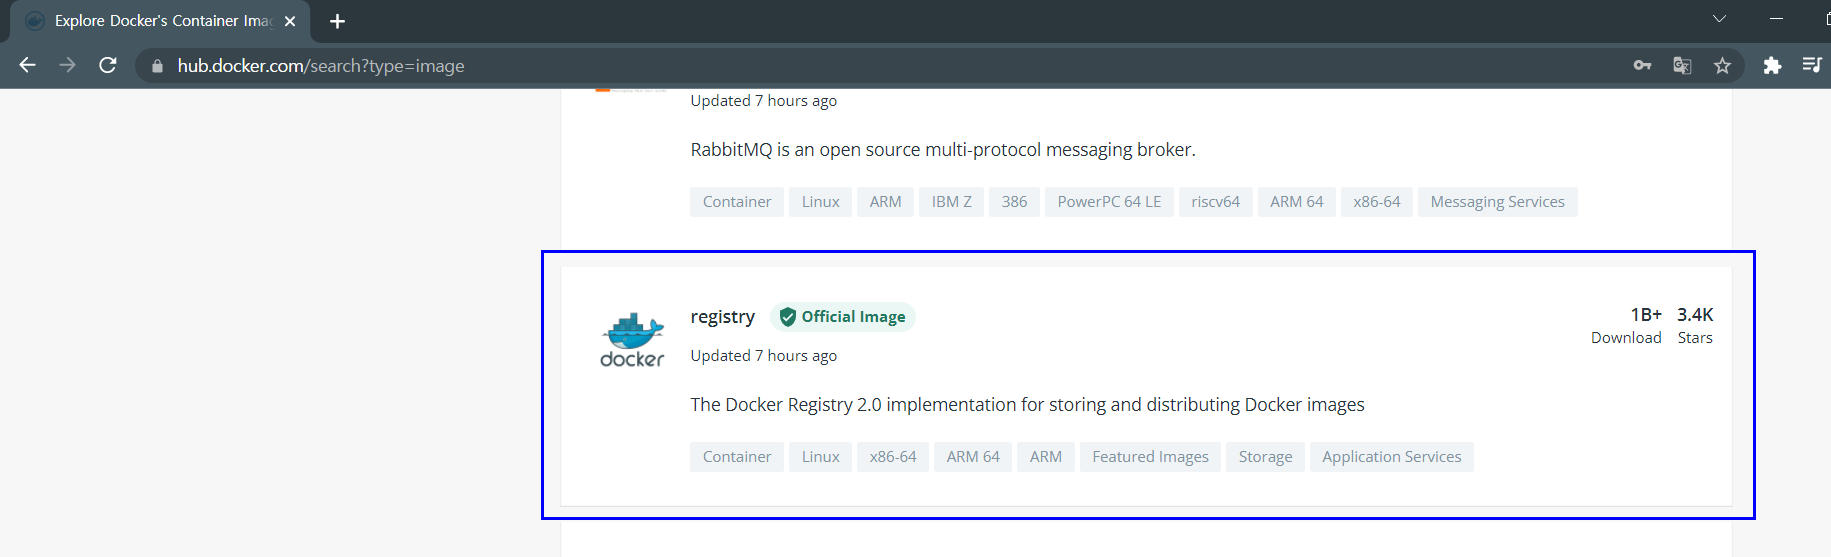 Explore Docker's Container Ima
hub.docker.com/search?type=image
Updated 7 hours ago
RabbitMQ is an open source multi-protocol messaging broker.
Container Linux ARM IBM Z 386 PowerPC 64 LE riscv64 ARM 64 x86-64 Messaging Services
registry Official Image 1B+ 3.4K
Download Stars
docker Updated 7 hours ago
The Docker Registry 2.0 implementation for storing and distributing Docker images
Container Linux x86-64 ARM 64 ARM Featured Images Storage Application Services